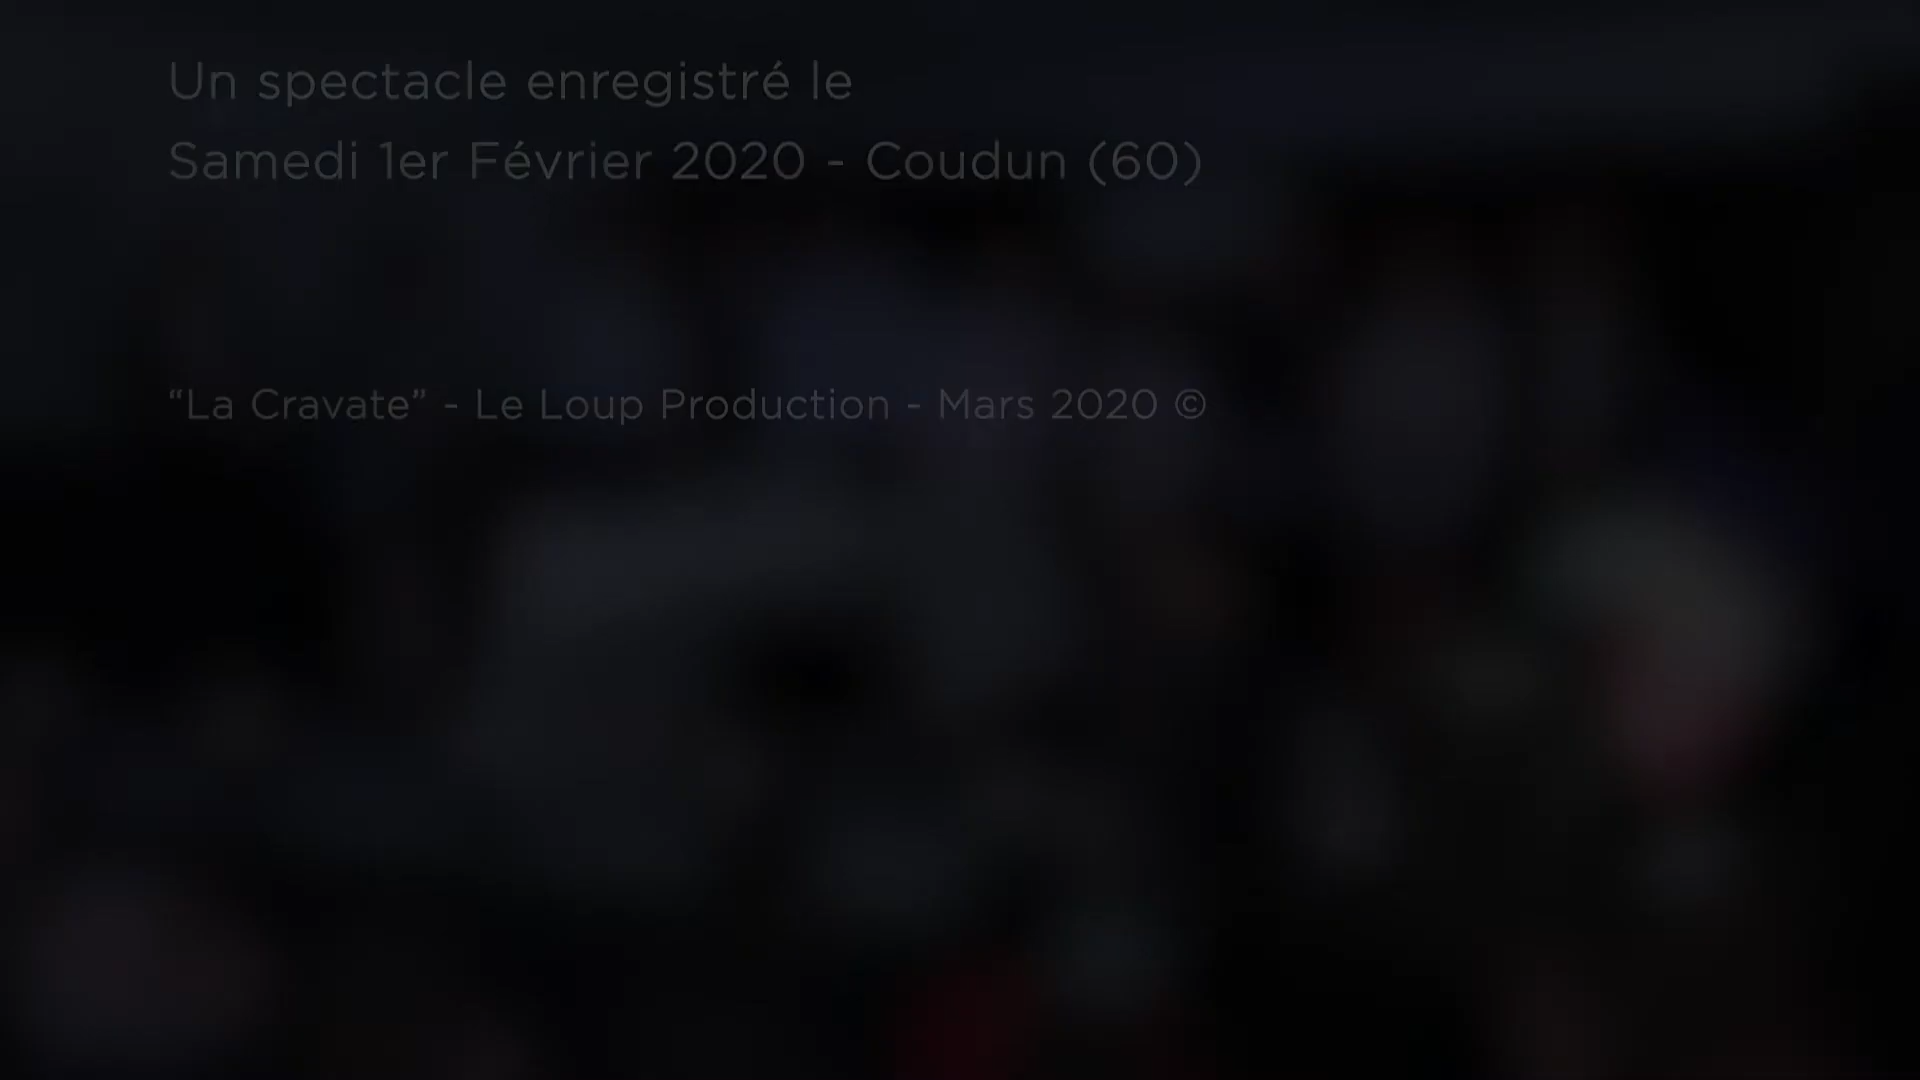 Un spectacle enregistré le
Samedi 1er Février 2020 - Coudun (60)
“La Cravate” - Le Loup Production - Mars 2020 ©